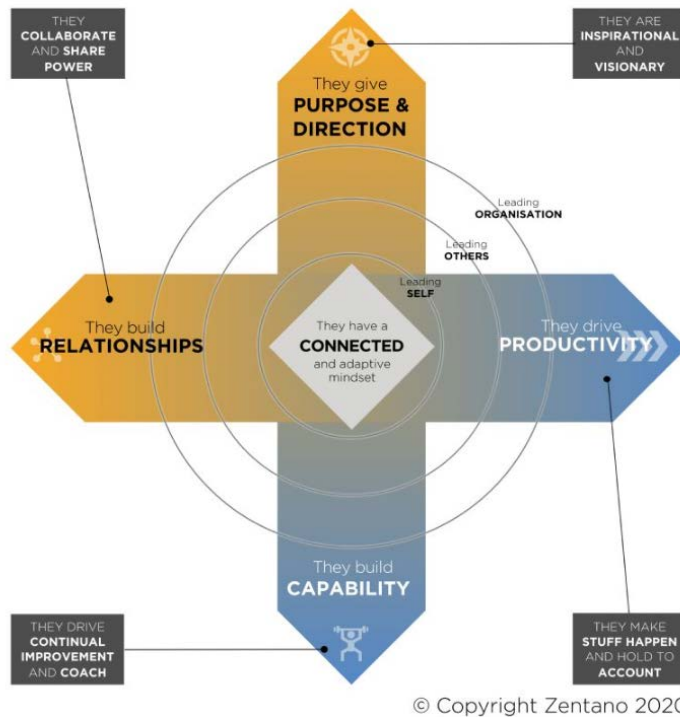 THEY
COLLABORATE
AND SHARE
POWER
THEY ARE
INSPIRATIONAL
AND
VISIONARY
They give
PURPOSE &
DIRECTION
Leading
ORGANISATION
Leading
OTHERS
Leading
SELF
They build
RELATIONSHIPS
They have a
CONNECTED
and adaptive
mindset
They drive
PRODUCTIVITY
They build
CAPABILITY
THEY DRIVE
CONTINUAL
IMPROVEMENT
AND COACH
THEY MAKE
STUFF HAPPEN
AND HOLD TO
ACCOUNT
© Copyright Zentano 2020